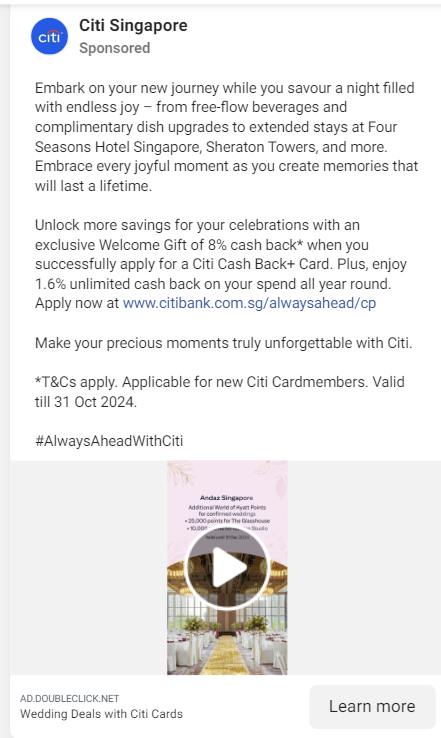 citi
Citi Singapore
Sponsored
Embark on your new journey while you savour a night filled
with endless joy – from free-flow beverages and
complimentary dish upgrades to extended stays at Four
Seasons Hotel Singapore, Sheraton Towers, and more.
Embrace every joyful moment as you create memories that
will last a lifetime.
Unlock more savings for your celebrations with an
exclusive Welcome Gift of 8% cash back* when you
successfully apply for a Citi Cash Back+ Card. Plus, enjoy
1.6% unlimited cash back on your spend all year round.
Apply now at www.citibank.com.sg/alwaysahead/cp
Make your precious moments truly unforgettable with Citi.
*T&Cs apply. Applicable for new Citi Cardmembers. Valid
till 31 Oct 2024.
#AlwaysAheadWithCiti
Andaz Singapore
Additional World of Hyatt Points
for confirmed weddings
• 25,000 points for The Glasshouse
• 10,000 Studio
AD.DOUBLECLICK.NET
Wedding Deals with Citi Cards
Learn more